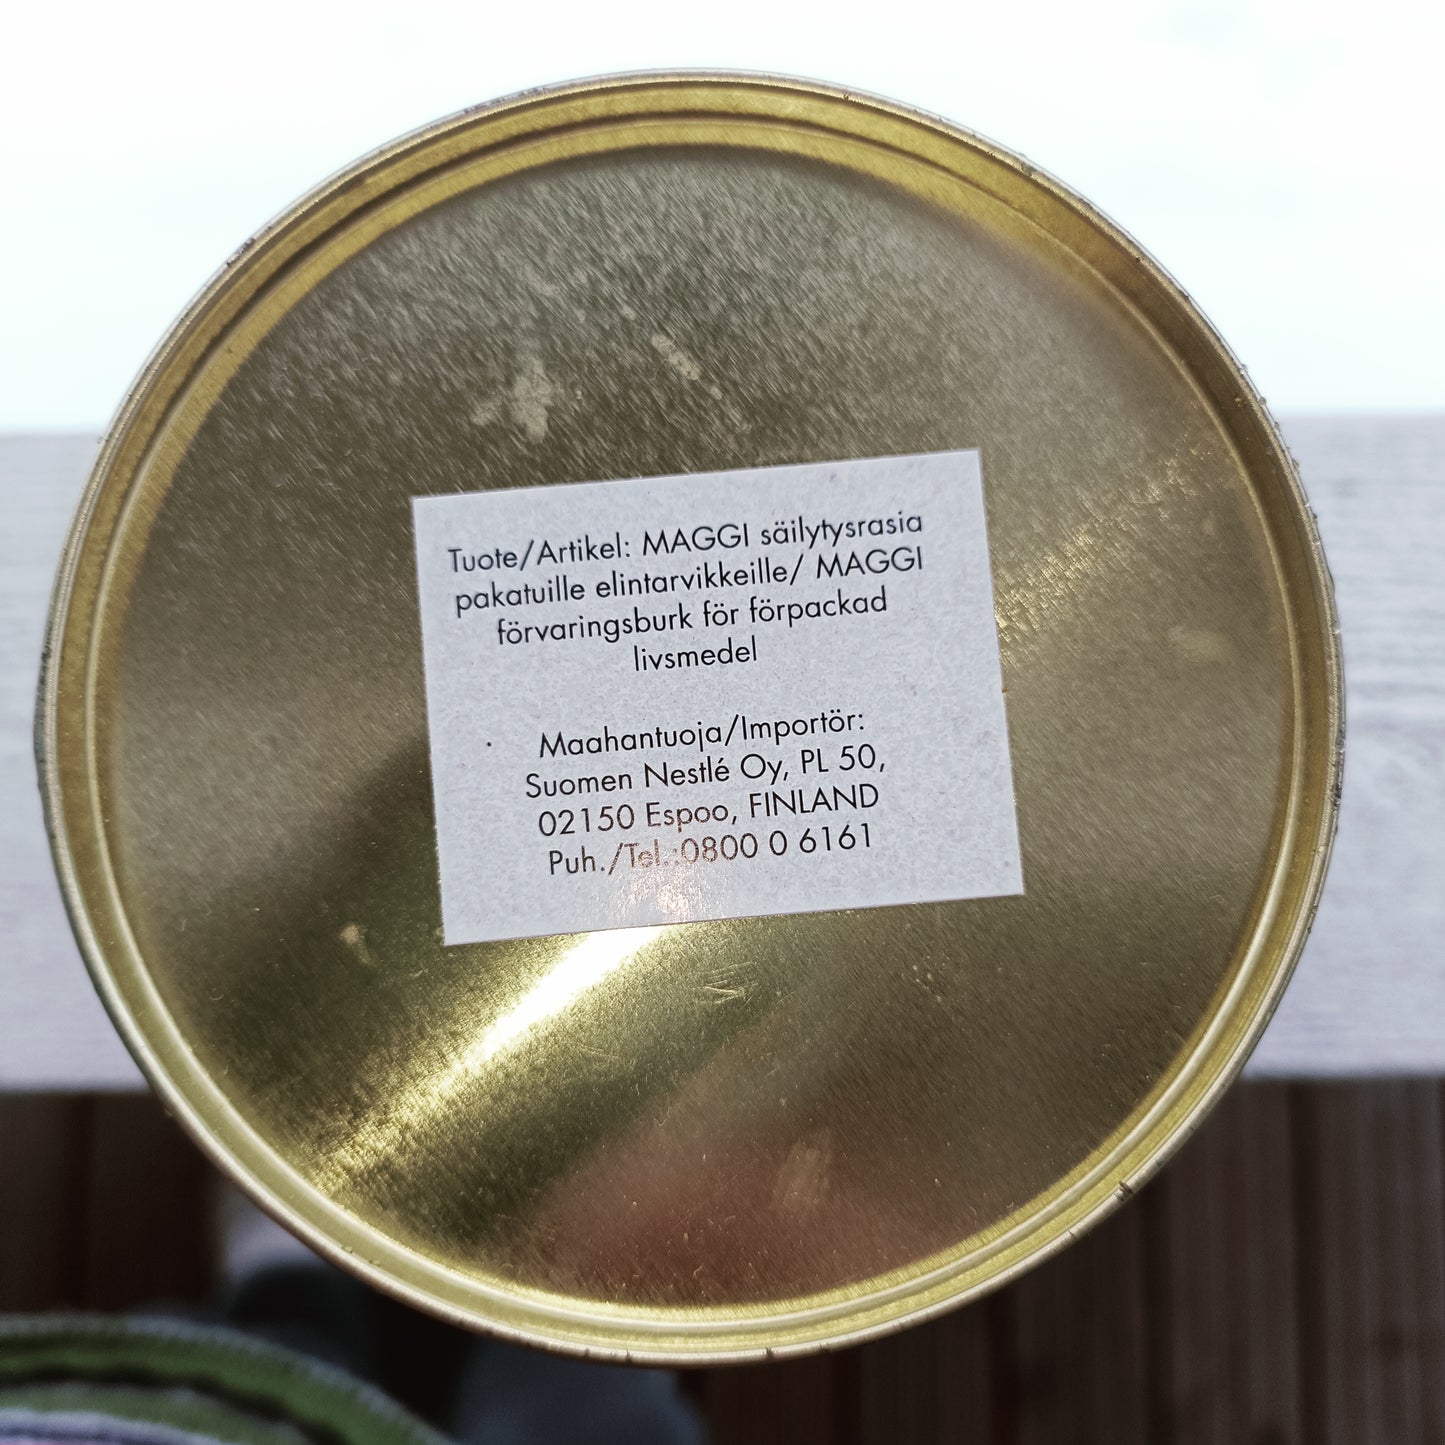 Tuote/Artikel: MAGGI säilytysrasia
pakatuille elintarvikkeille/ MAGGI
förvaringsburk för förpackad
livsmedel
Maahantuoja/Importör:
Suomen Nestlé Oy, PL 50,
02150 Espoo, FINLAND
Puh./Tel.:0800 0 6161